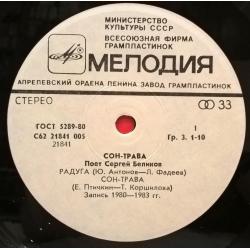 МИНИСТЕРСТВО
КУЛЬТУРЫ СССР
ВСЕСОЮЗНАЯ ФИРМА
ГРАМПЛАСТИНОК
МЕЛОДИЯ
АПРЕЛЕВСКИЙ ОРДЕНА ЛЕНИНА ЗАВОД ГРАМПЛАСТИНОК
СТЕРЕО 33
ГОСТ 5289-80 I
С62 21841 005 Гр. 3. 1-10
21841
СОН-ТРАВА
Поет Сергей Беликов
РАДУГА (Ю. Антонов—Л. Фадеев)
СОН-ТРАВА
(Е. Птичкин—Т. Коршилова)
Запись 1980—1983 гг.